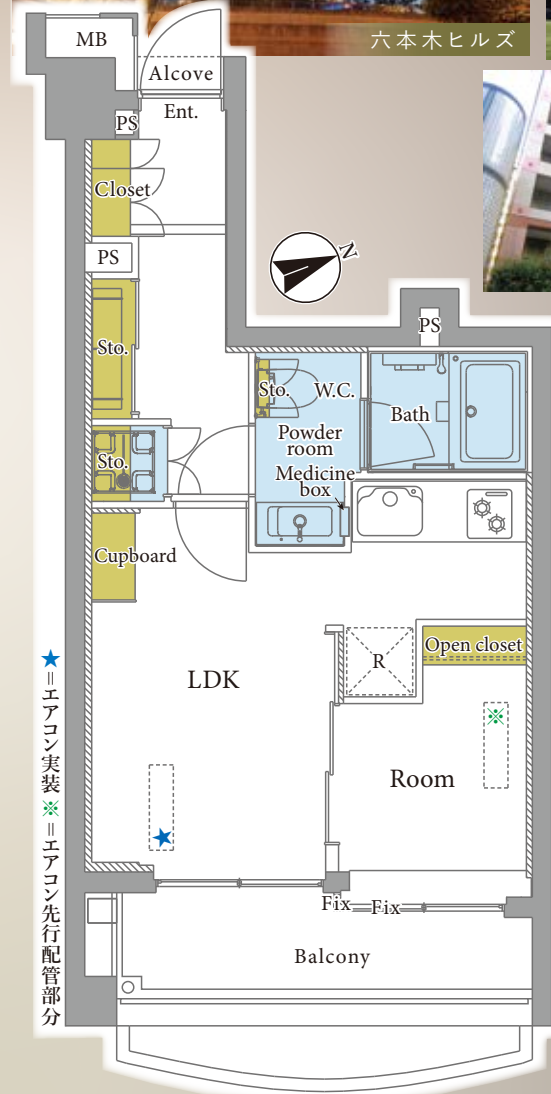 六本木ヒルズ
MB
Alcove
Ent.
PS
Closet
PS
N
Sto.
PS
Sto.
W.C.
Bath
Powder
room
Medicine
box
Sto.
Cupboard
Open closet
R
LDK
※
Room
★
★=エアコン実装 ※=エアコン先行配管部分
Fix
Fix
Balcony